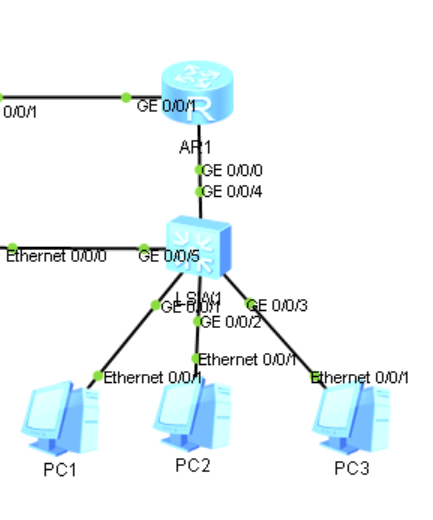 0/0/1
GE 0/0/1
R
AR1
GE 0/0/0
GE 0/0/4
Ethernet 0/0/0
GE 0/0/5
LSW1
GE 0/0/1
GE 0/0/3
GE 0/0/2
Ethernet 0/0/1
Ethernet 0/0/1
Ethernet 0/0/1
PC1
PC2
PC3